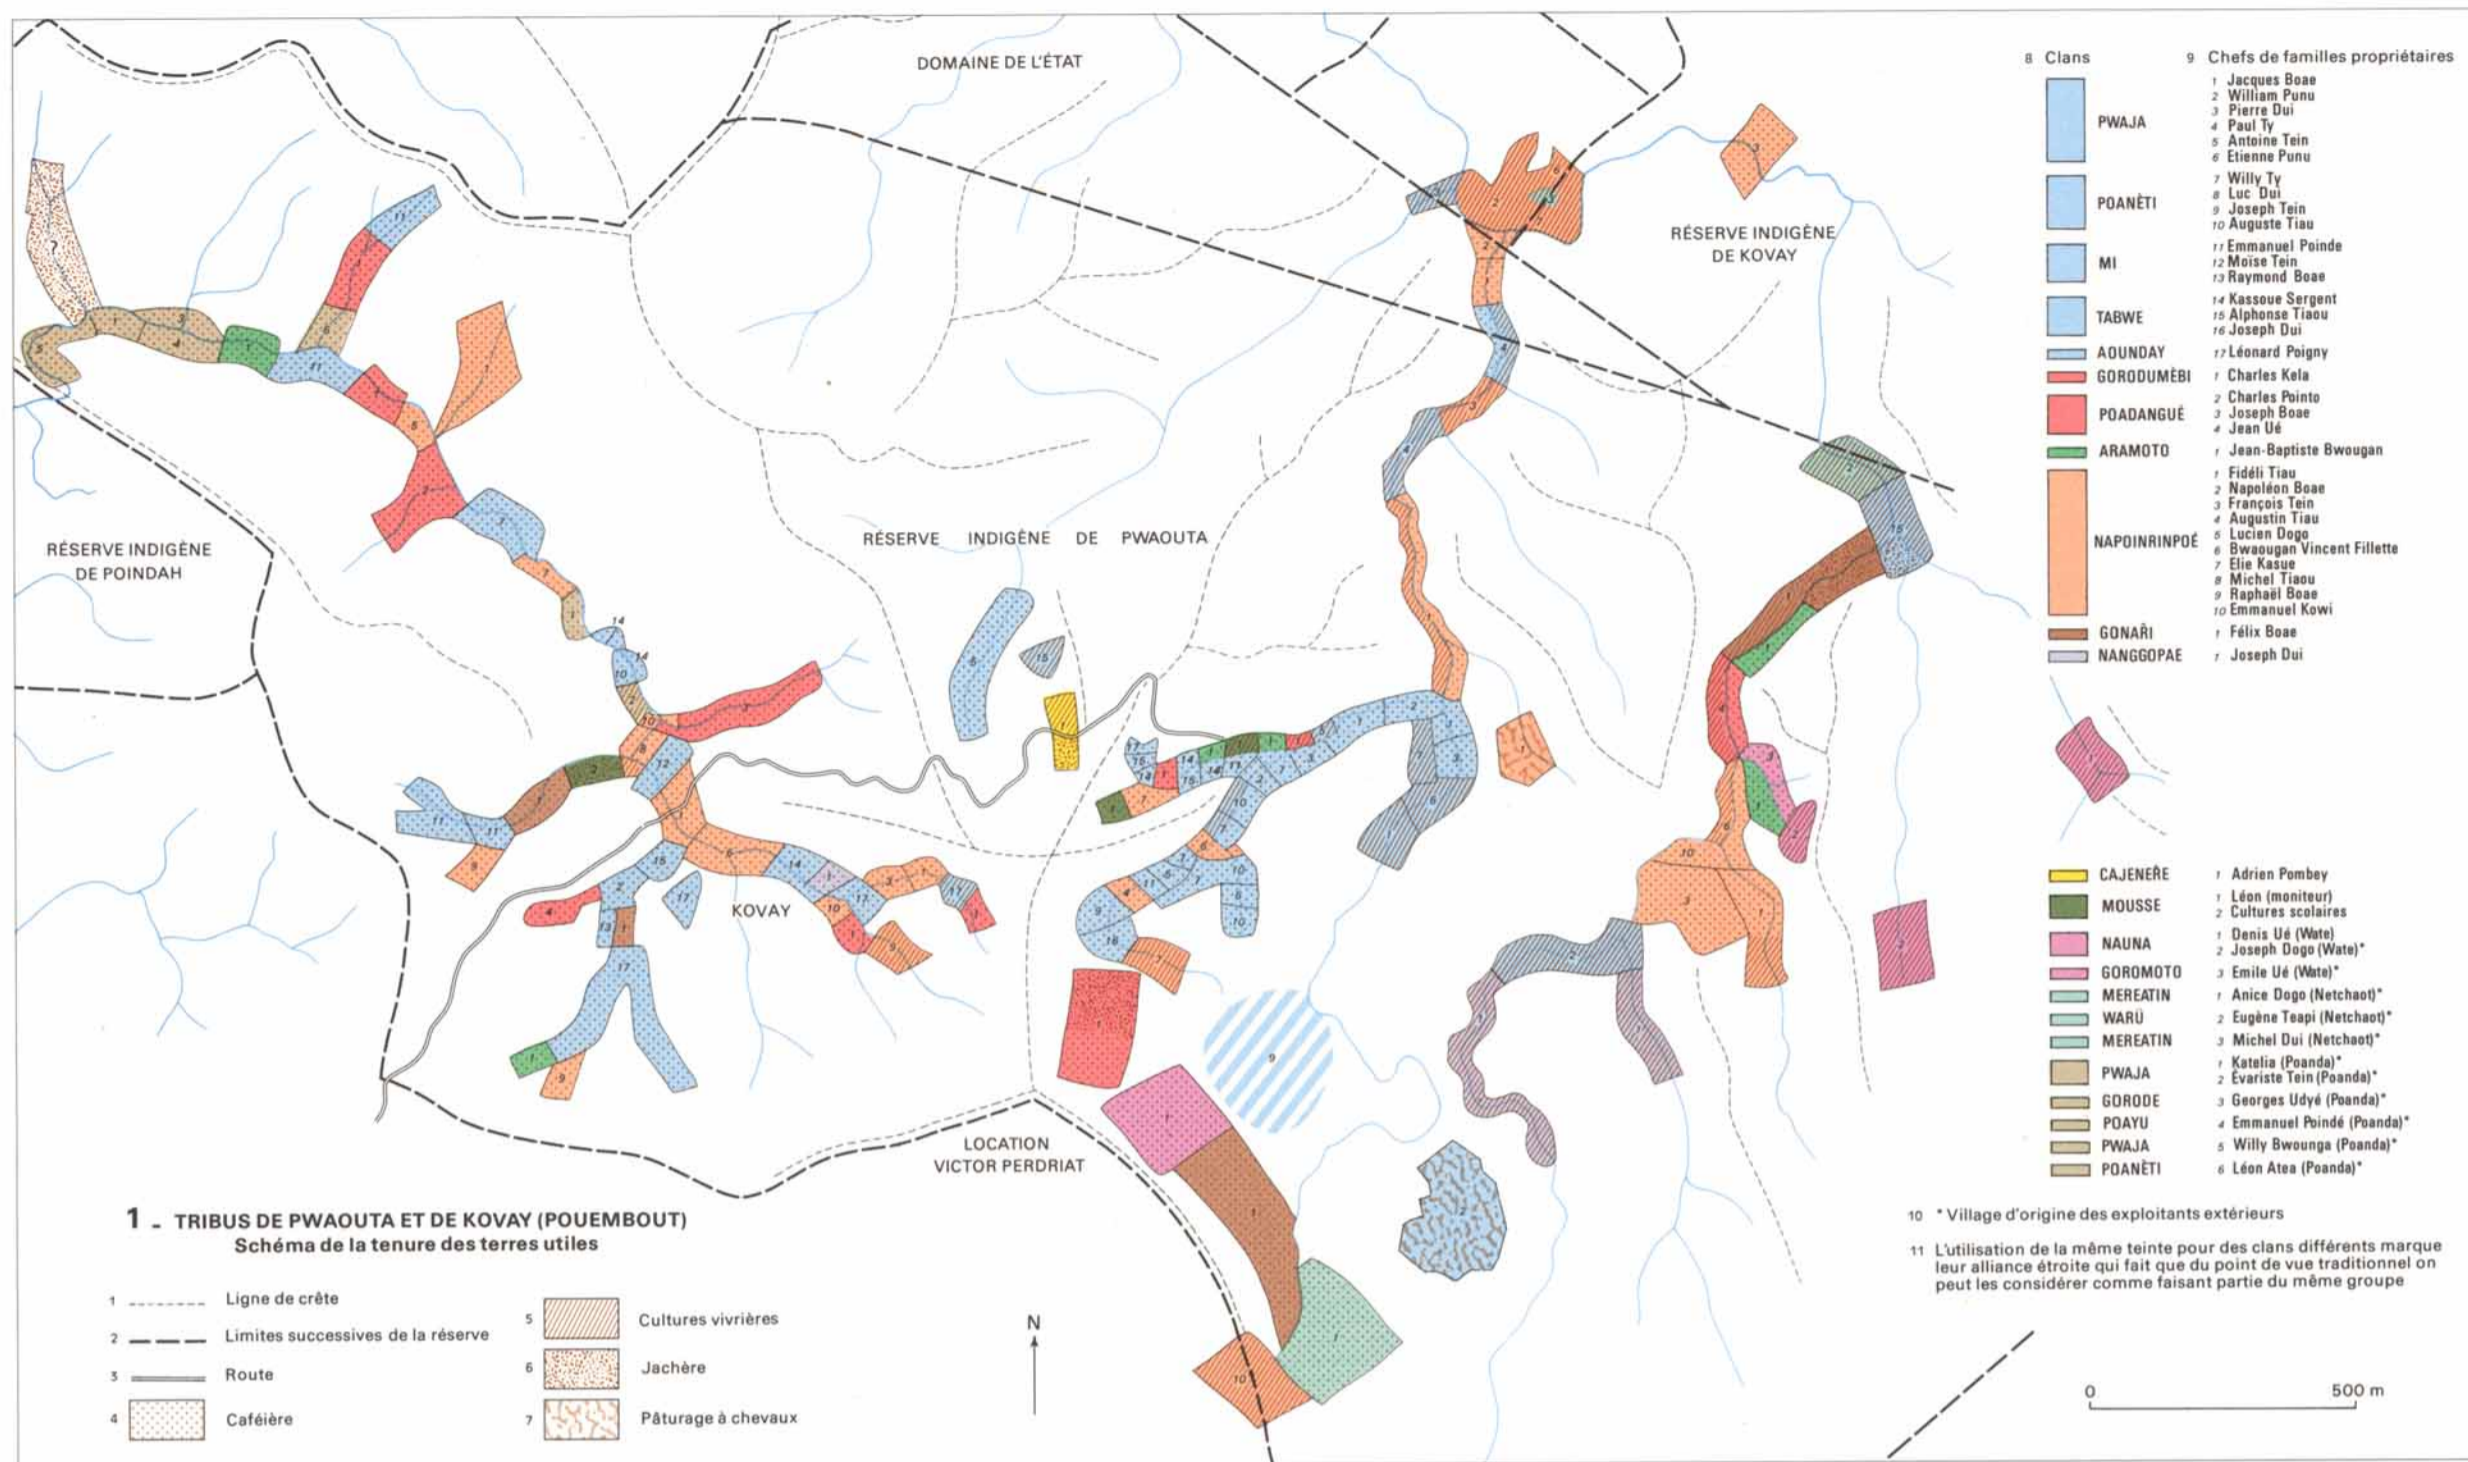 DOMAINE DE L'ÉTAT
RÉSERVE INDIGÈNE
DE KOVAY
RÉSERVE INDIGÈNE DE PWAOUTA
RÉSERVE INDIGÈNE
DE POINDAH
KOVAY
LOCATION
VICTOR PERDRIAT
8 Clans
9 Chefs de familles propriétaires
PWAJA
1 Jacques Boae
2 William Punu
3 Pierre Dui
4 Paul Ty
5 Antoine Tein
6 Etienne Punu
POANÈTI
7 Willy Ty
8 Luc Dui
9 Joseph Tein
10 Auguste Tiau
MI
11 Emmanuel Poinde
12 Moïse Tein
13 Raymond Boae
TABWE
14 Kassoue Sergent
15 Alphonse Tiaou
16 Joseph Dui
AOUNDAY 17 Léonard Poigny
GORODUMÈBI 1 Charles Kela
POADANGUÉ
2 Charles Pointo
3 Joseph Boae
4 Jean Ué
ARAMOTO 1 Jean-Baptiste Bwougan
NAPOINRINPOÉ
1 Fidéli Tiau
2 Napoléon Boae
3 François Tein
4 Augustin Tiau
5 Lucien Dogo
6 Bwaougan Vincent Fillette
7 Elie Kasue
8 Michel Tiaou
9 Raphaël Boae
10 Emmanuel Kowi
GONAR̂I 1 Félix Boae
NANGGOPAE 1 Joseph Dui
CAJENER̂E 1 Adrien Pombey
MOUSSE
1 Léon (moniteur)
2 Cultures scolaires
NAUNA
1 Denis Ué (Wate)
2 Joseph Dogo (Wate)*
GOROMOTO 3 Emile Ué (Wate)*
MEREATIN 1 Anice Dogo (Netchaot)*
WARÜ 2 Eugène Teapi (Netchaot)*
MEREATIN 3 Michel Dui (Netchaot)*
PWAJA
1 Katelia (Poanda)*
2 Évariste Tein (Poanda)*
GORODE 3 Georges Udyé (Poanda)*
POAYU 4 Emmanuel Poindé (Poanda)*
PWAJA 5 Willy Bwounga (Poanda)*
POANÈTI 6 Léon Atea (Poanda)*
10 * Village d'origine des exploitants extérieurs
11 L'utilisation de la même teinte pour des clans différents marque
leur alliance étroite qui fait que du point de vue traditionnel on
peut les considérer comme faisant partie du même groupe
1 - TRIBUS DE PWAOUTA ET DE KOVAY (POUEMBOUT)
Schéma de la tenure des terres utiles
1 Ligne de crête
2 Limites successives de la réserve
3 Route
4 Caféière
5 Cultures vivrières
6 Jachère
7 Pâturage à chevaux
N
0 500 m